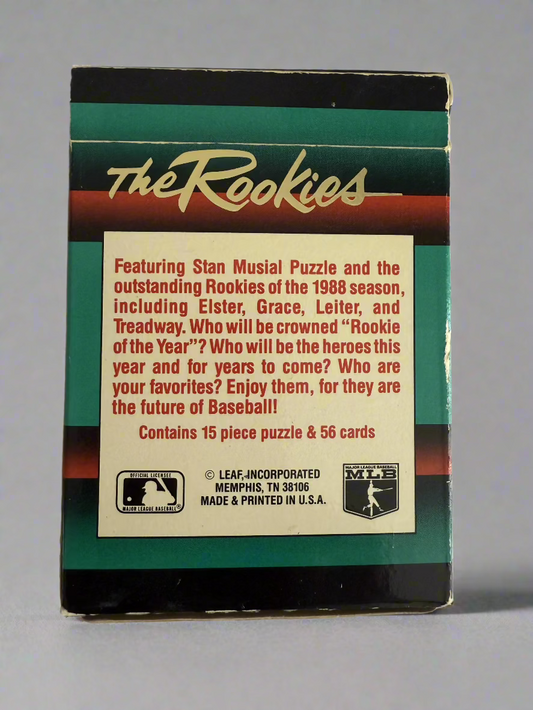 The Rookies
Featuring Stan Musial Puzzle and the
outstanding Rookies of the 1988 season,
including Elster, Grace, Leiter, and
Treadway. Who will be crowned “Rookie
of the Year”? Who will be the heroes this
year and for years to come? Who are
your favorites? Enjoy them, for they are
the future of Baseball!
Contains 15 piece puzzle & 56 cards
OFFICIAL LICENSEE
MAJOR LEAGUE BASEBALL®
© LEAF, INCORPORATED
MEMPHIS, TN 38106
MADE & PRINTED IN U.S.A.
MAJOR LEAGUE BASEBALL
MLB